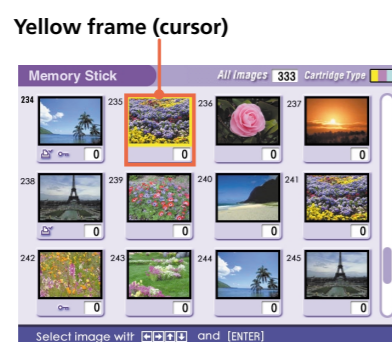 Yellow frame (cursor)
Memory Stick All Images 333 Cartridge Type
234 235 236 237
0 0 0 0
238 239 240 241
0 0 0 0
242 243 244 245
0 0 0 0
Select image with and [ENTER]